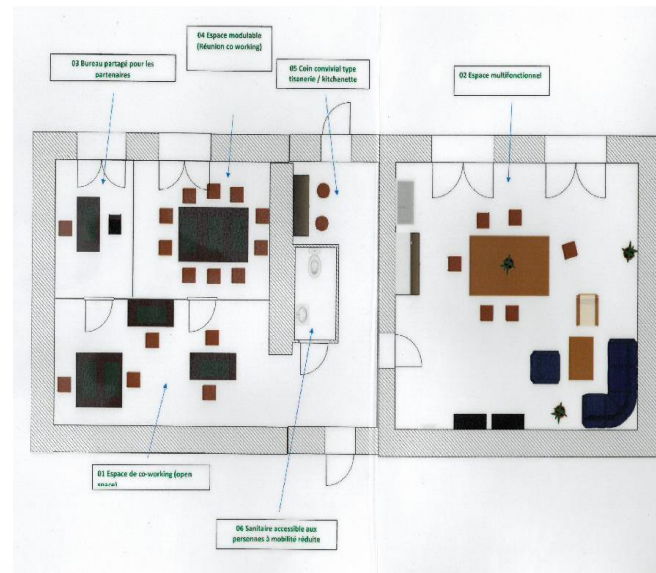 04 Espace modulable
(Réunion co working)
03 Bureau partagé pour les
partenaires
05 Coin convivial type
tisanerie / kitchenette
02 Espace multifonctionnel
01 Espace de co-working (open
space)
06 Sanitaire accessible aux
personnes à mobilité réduite